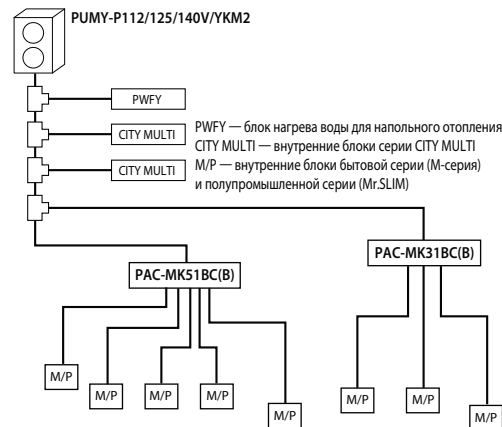 PUMY-P112/125/140V/YKM2
PWFY
CITY MULTI
CITY MULTI
PWFY — блок нагрева воды для напольного отопления
CITY MULTI — внутренние блоки серии CITY MULTI
M/P — внутренние блоки бытовой серии (М-серия)
и полупромышленной серии (Mr.SLIM)
PAC-MK51BC(B)
PAC-MK31BC(B)
M/P
M/P
M/P
M/P
M/P
M/P
M/P
M/P